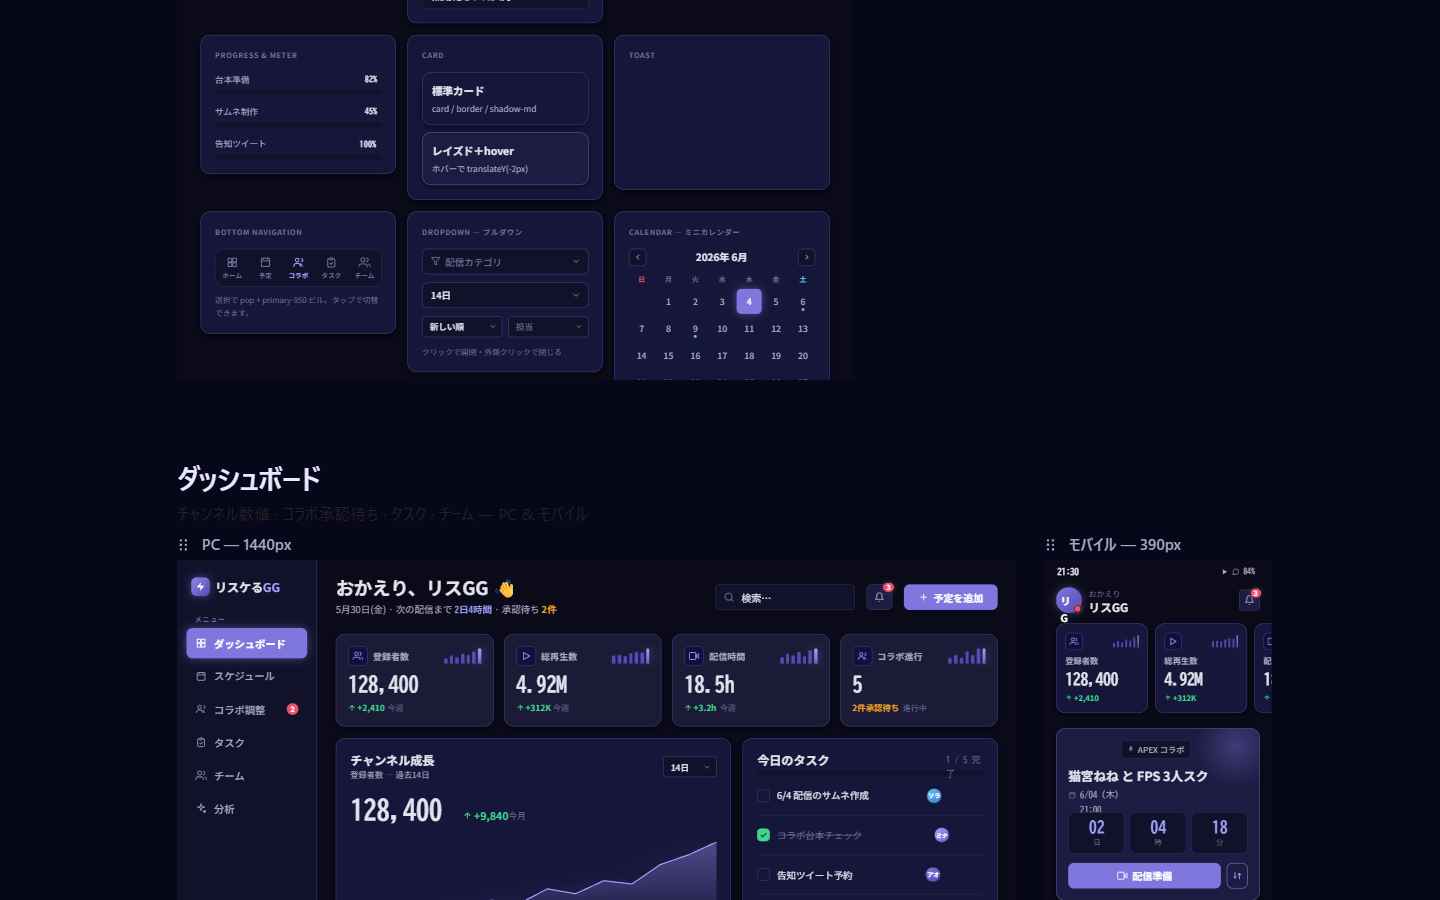 PROGRESS & METER
台本準備 82%
サムネ制作 45%
告知ツイート 100%
CARD
標準カード
card / border / shadow-md
レイズド＋hover
ホバーで translateY(-2px)
TOAST
BOTTOM NAVIGATION
ホーム 予定 コラボ タスク チーム
選択で pop + primary-950 ピル。タップで切替
できます。
DROPDOWN — プルダウン
配信カテゴリ
14日
新しい順 担当
クリックで開閉・外側クリックで閉じる
CALENDAR — ミニカレンダー
2026年 6月
日 月 火 水 木 金 土
1 2 3 4 5 6
7 8 9 10 11 12 13
14 15 16 17 18 19 20
ダッシュボード
チャンネル数値・コラボ承認待ち・タスク・チーム — PC & モバイル
PC — 1440px
リスケるGG
メニュー
ダッシュボード
スケジュール
コラボ調整 2
タスク
チーム
分析
おかえり、リスGG 👋
5月30日(金)・次の配信まで 2日4時間・承認待ち 2件
検索…
3
予定を追加
登録者数
128,400
↑ +2,410 今週
総再生数
4.92M
↑ +312K 今週
配信時間
18.5h
↑ +3.2h 今週
コラボ進行
5
2件承認待ち 進行中
チャンネル成長
登録者数 — 過去14日
14日
128,400
↑ +9,840 今月
今日のタスク
1 / 5 完
了
6/4 配信のサムネ作成 ソラ
コラボ台本チェック
告知ツイート予約 アオ
モバイル — 390px
21:30
84%
リ
G
おかえり
リスGG
3
登録者数
128,400
↑ +2,410
総再生数
4.92M
↑ +312K
APEX コラボ
猫宮ねね と FPS 3人スク
6/04 (木)
21:00
02
日
04
時
18
分
配信準備